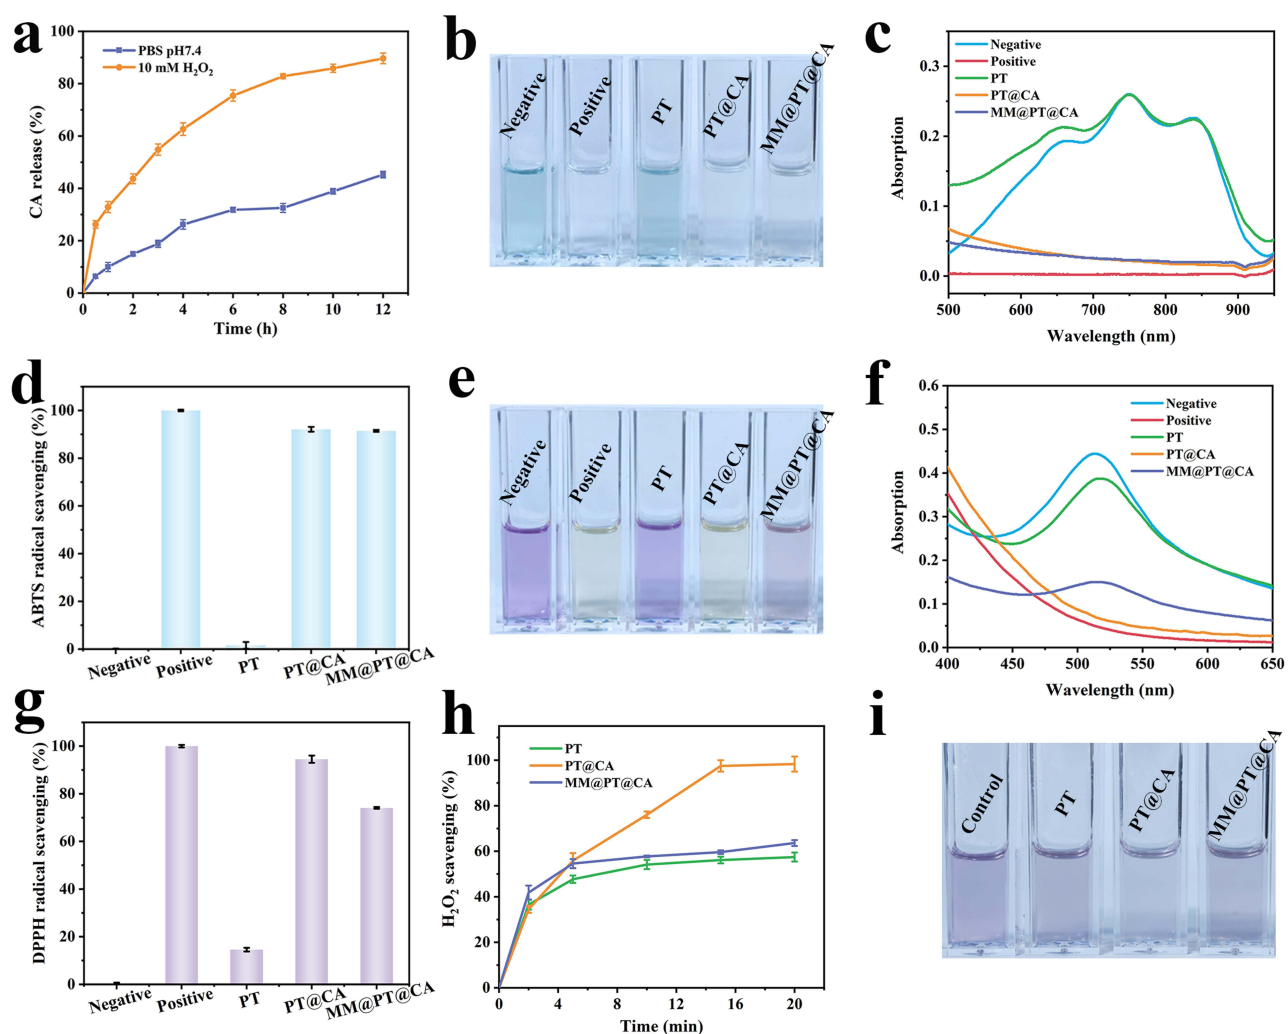 a
CA release (%)
100
80
60
40
20
0
PBS pH7.4
10 mM H₂O₂
0 2 4 6 8 10 12
Time (h)
b
Negative
Positive
PT
PT@CA
MM@PT@CA
c
Absorption
0.3
0.2
0.1
0.0
Negative
Positive
PT
PT@CA
MM@PT@CA
500 600 700 800 900
Wavelength (nm)
d
ABTS radical scavenging (%)
100
80
60
40
20
0
Negative Positive PT PT@CA MM@PT@CA
e
Negative
Positive
PT
PT@CA
MM@PT@CA
f
Absorption
0.6
0.5
0.4
0.3
0.2
0.1
0.0
Negative
Positive
PT
PT@CA
MM@PT@CA
400 450 500 550 600 650
Wavelength (nm)
g
DPPH radical scavenging (%)
100
80
60
40
20
0
Negative Positive PT PT@CA MM@PT@CA
h
H₂O₂ scavenging (%)
100
80
60
40
20
0
PT
PT@CA
MM@PT@CA
0 4 8 12 16 20
Time (min)
i
Control
PT
PT@CA
MM@PT@CA